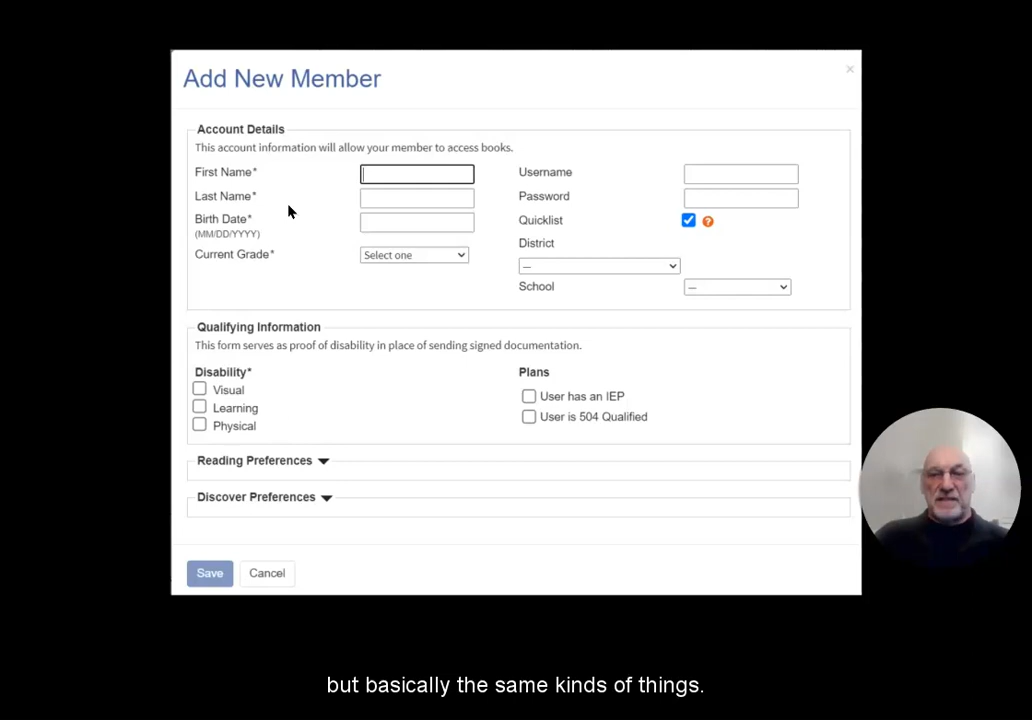 Add New Member
×
Account Details
This account information will allow your member to access books.
First Name*
Last Name*
Birth Date*
(MM/DD/YYYY)
Current Grade*
Select one
Username
Password
Quicklist
?
District
—
School
—
Qualifying Information
This form serves as proof of disability in place of sending signed documentation.
Disability*
Visual
Learning
Physical
Plans
User has an IEP
User is 504 Qualified
Reading Preferences
Discover Preferences
Save
Cancel
but basically the same kinds of things.